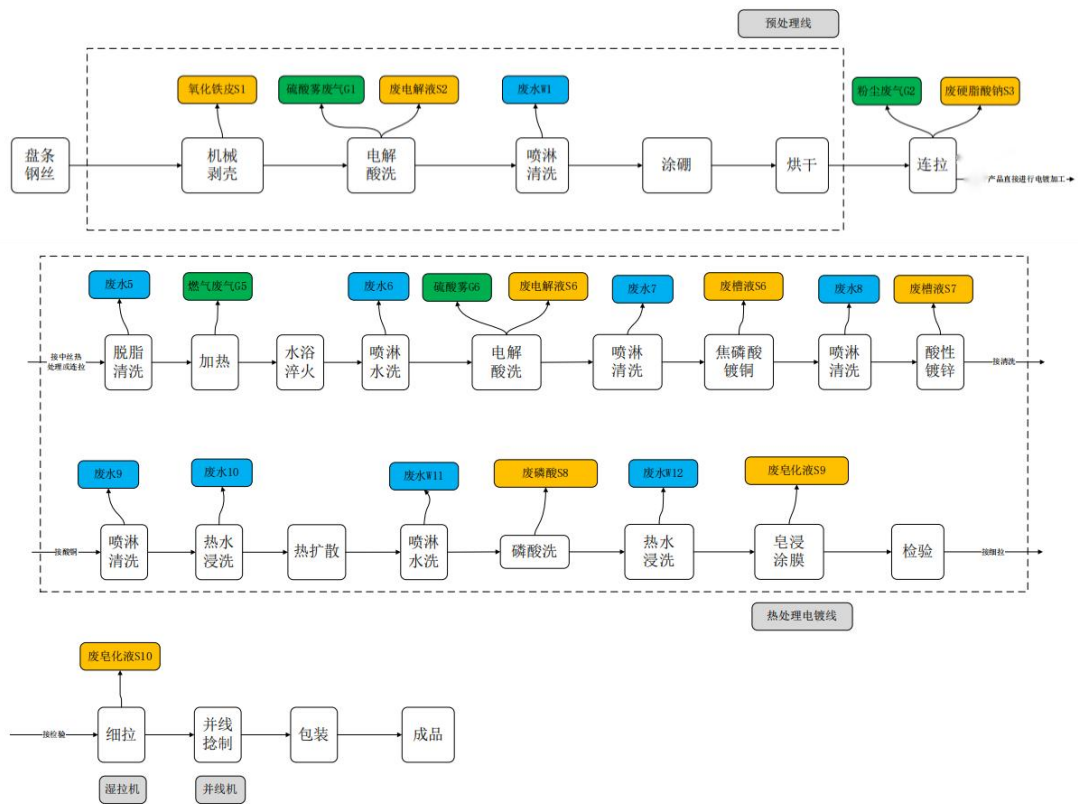 预处理线
氧化铁皮S1
硫酸雾废气G1
废电解液S2
废水W1
粉尘废气G2
废硬脂酸钠S3
盘条
钢丝
机械
剥壳
电解
酸洗
喷淋
清洗
涂硼
烘干
连拉
产品直接进行电镀加工
废水5
燃气废气G5
废水6
硫酸雾G6
废电解液S6
废水7
废槽液S6
废水8
废槽液S7
接中丝热
处理或连拉
脱脂
清洗
加热
水浴
淬火
喷淋
水洗
电解
酸洗
喷淋
清洗
焦磷酸
镀铜
喷淋
清洗
酸性
镀锌
接清洗
废水9
废水10
废水W11
废磷酸S8
废水W12
废皂化液S9
接酸铜
喷淋
清洗
热水
浸洗
热扩散
喷淋
水洗
磷酸洗
热水
浸洗
皂浸
涂膜
检验
接细拉
热处理电镀线
废皂化液S10
接检验
细拉
并线
捻制
包装
成品
湿拉机
并线机